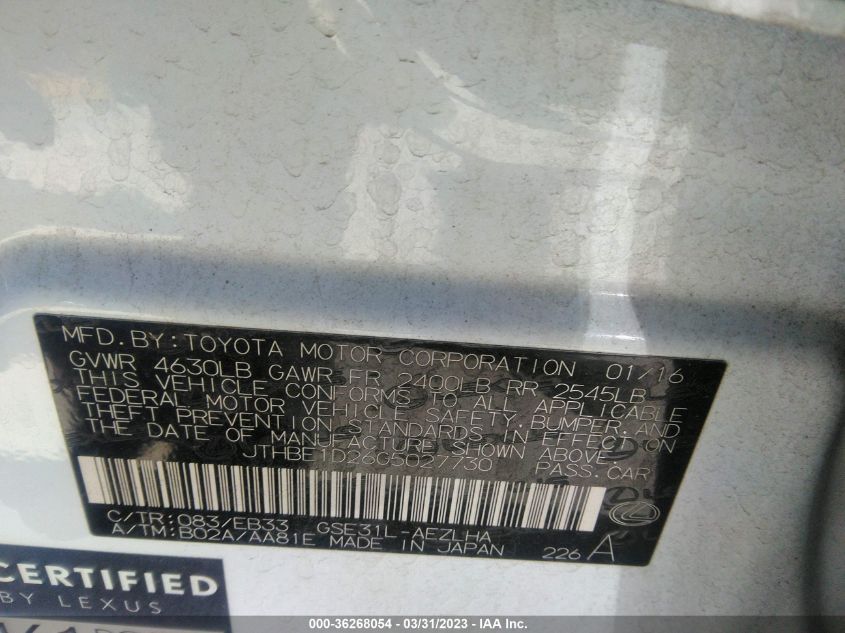 MFD. BY: TOYOTA MOTOR CORPORATION 01/16
GVWR 4630LB GAWR FR 2400LB RR 2545LB
THIS VEHICLE CONFORMS TO ALL APPLICABLE
FEDERAL MOTOR VEHICLE SAFETY, BUMPER, AND
THEFT PREVENTION STANDARDS IN EFFECT ON
THE DATE OF MANUFACTURE SHOWN ABOVE.
JTHBE1D26G5027730 PASS. CAR
C/TR: 083/EB33 GSE31L-AEZLHA
A/TM: B02A/AA81E MADE IN JAPAN 226 A
CERTIFIED
BY LEXUS
000-36268054 - 03/31/2023 - IAA Inc.